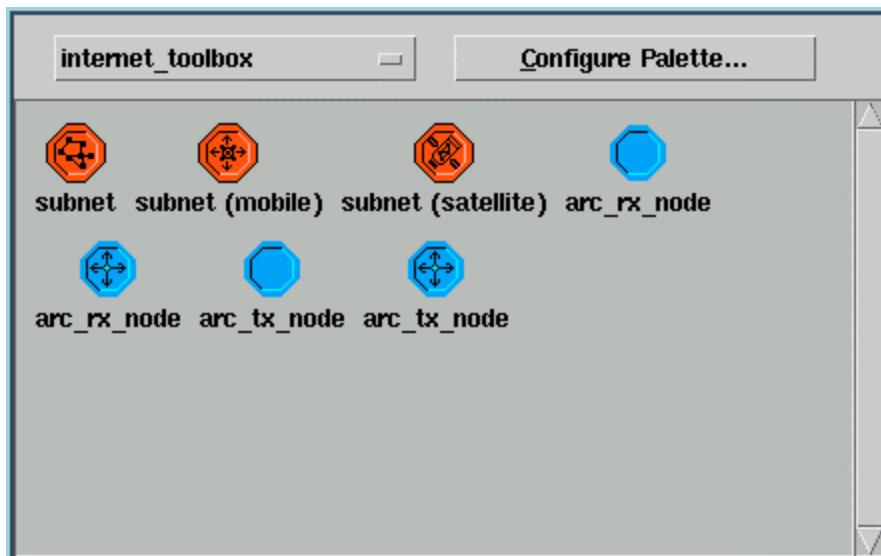 internet_toolbox Configure Palette...
subnet subnet (mobile) subnet (satellite) arc_rx_node
arc_rx_node arc_tx_node arc_tx_node